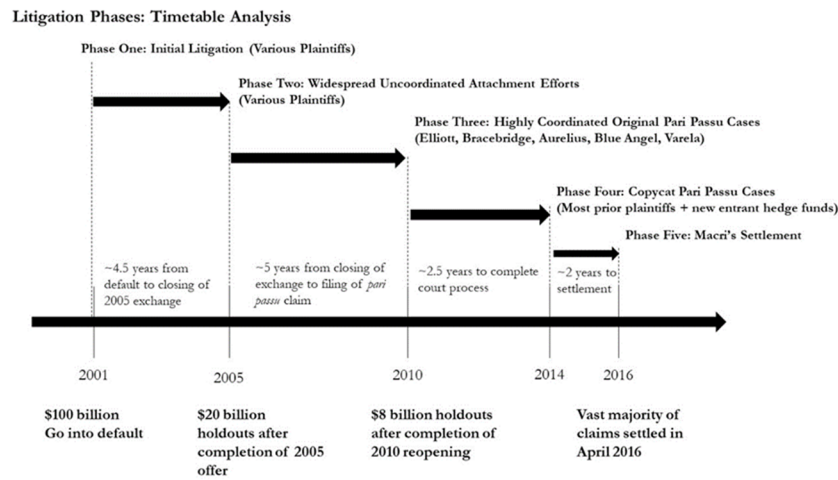 Litigation Phases: Timetable Analysis
Phase One: Initial Litigation (Various Plaintiffs)
Phase Two: Widespread Uncoordinated Attachment Efforts
(Various Plaintiffs)
Phase Three: Highly Coordinated Original Pari Passu Cases
(Elliott, Bracebridge, Aurelius, Blue Angel, Varela)
Phase Four: Copycat Pari Passu Cases
(Most prior plaintiffs + new entrant hedge funds)
Phase Five: Macri's Settlement
~4.5 years from
default to closing of
2005 exchange
~5 years from closing of
exchange to filing of pari
passu claim
~2.5 years to complete
court process
~2 years to
settlement
2001
2005
2010
2014
2016
$100 billion
Go into default
$20 billion
holdouts after
completion of 2005
offer
$8 billion holdouts
after completion of
2010 reopening
Vast majority of
claims settled in
April 2016